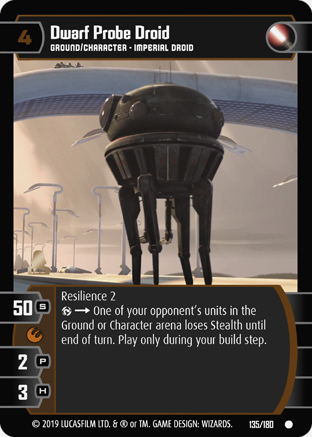 4
Dwarf Probe Droid
GROUND/CHARACTER - IMPERIAL DROID
50 S
2 P
3 H
Resilience 2
→ One of your opponent's units in the
Ground or Character arena loses Stealth until
end of turn. Play only during your build step.
© 2019 LUCASFILM LTD. & ® or TM. GAME DESIGN: WIZARDS. 135/180